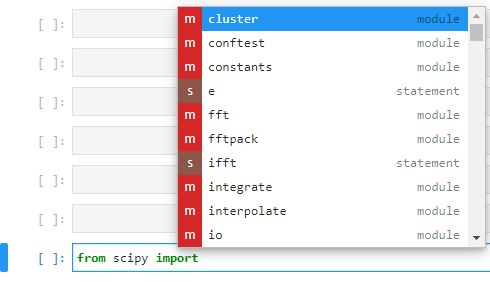 [ ]:
[ ]:
[ ]:
[ ]:
[ ]:
[ ]:
m cluster module
m conftest module
m constants module
s e statement
m fft module
m fftpack module
s ifft statement
m integrate module
m interpolate module
m io module
[ ]: from scipy import